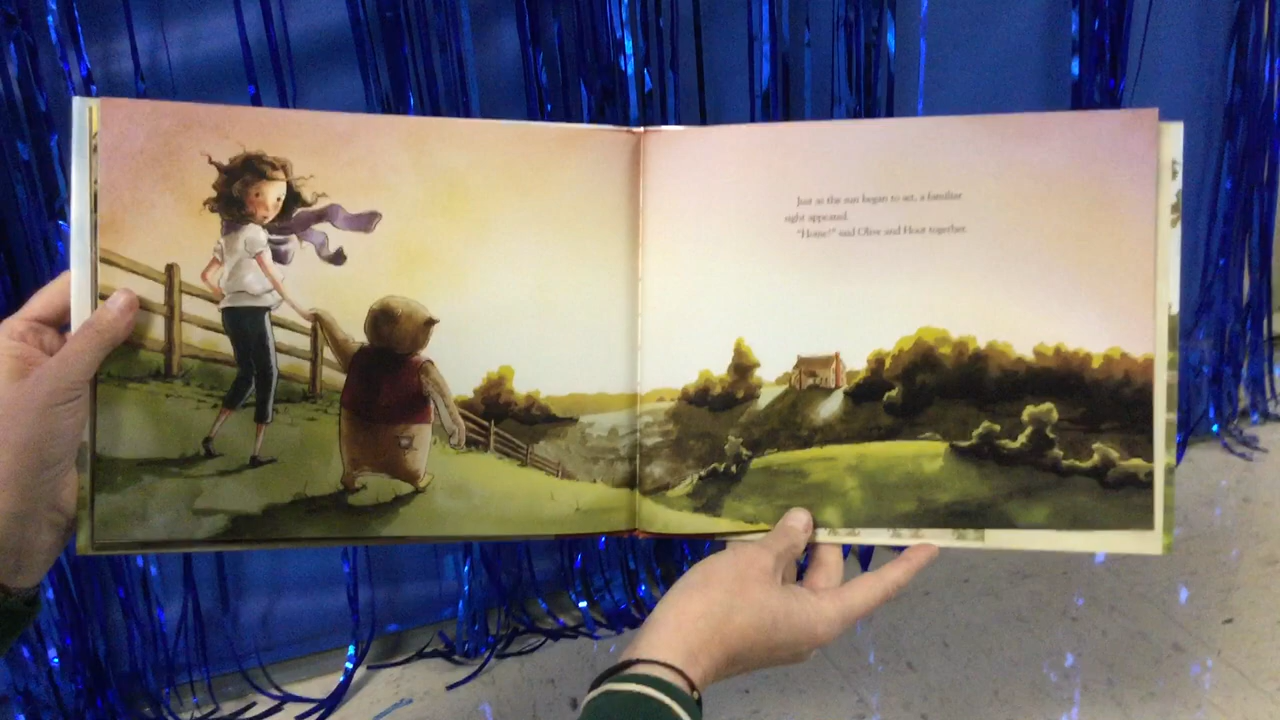 Just as the sun began to set, a familiar
sight appeared.
"Home!" said Olive and Hoot together.